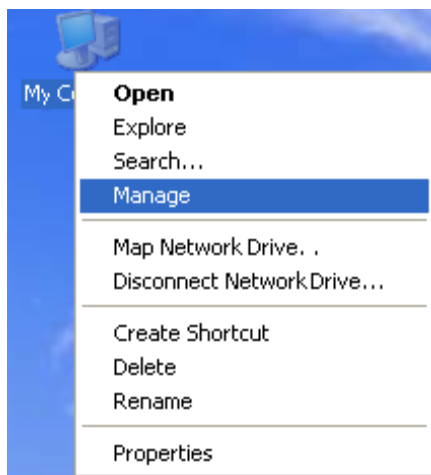 My C
Open
Explore
Search...
Manage
Map Network Drive. .
Disconnect Network Drive...
Create Shortcut
Delete
Rename
Properties